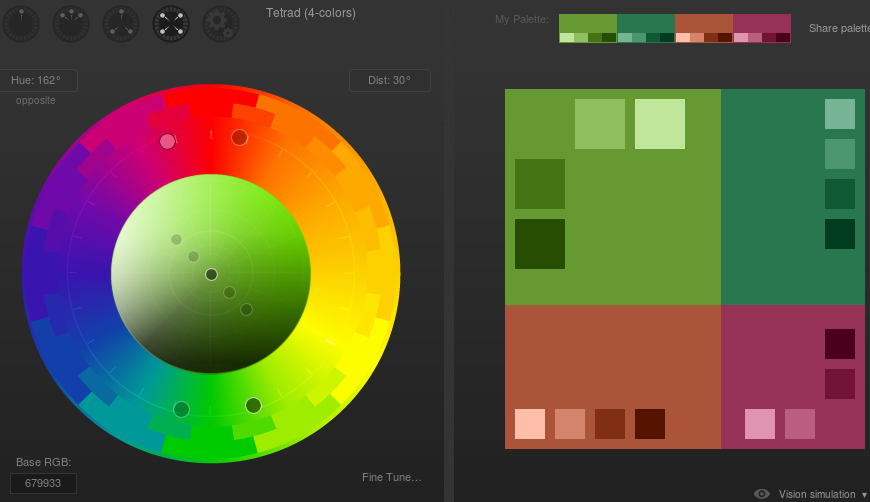 Tetrad (4-colors)
My Palette:
Share palette
Hue: 162°
Dist: 30°
opposite
Base RGB:
679933
Fine Tune...
Vision simulation